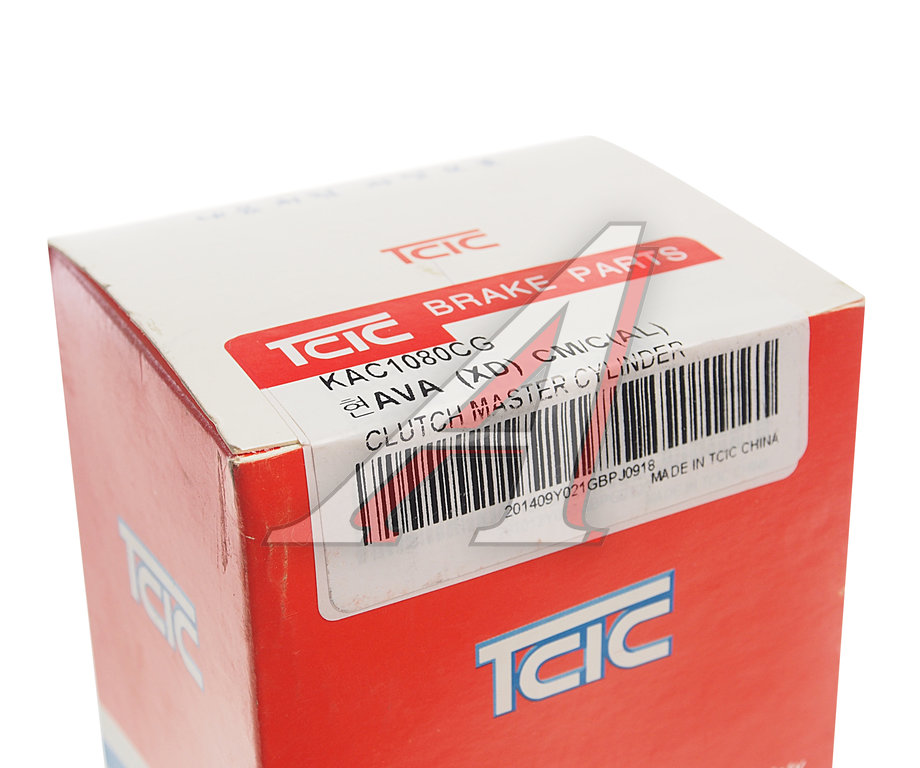 TCIC
TCIC BRAKE PARTS
KAC1080CG
현AVA (XD) CM/C(AL)
CLUTCH MASTER CYLINDER
201409Y021GBPJ0918 MADE IN TCIC CHINA
TCIC
TCIC